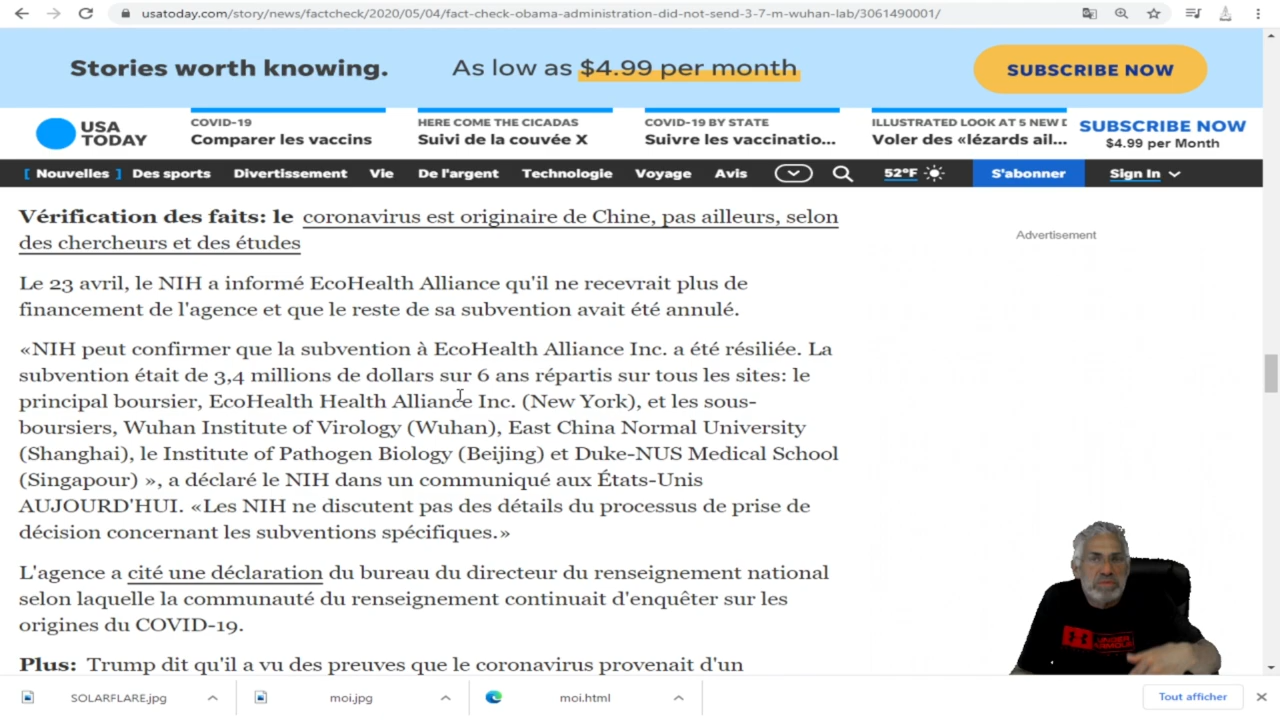 usatoday.com/story/news/factcheck/2020/05/04/fact-check-obama-administration-did-not-send-3-7-m-wuhan-lab/3061490001/
Stories worth knowing. As low as $4.99 per month SUBSCRIBE NOW
USA TODAY
COVID-19
Comparer les vaccins
HERE COME THE CICADAS
Suivi de la couvée X
COVID-19 BY STATE
Suivre les vaccinatio...
ILLUSTRATED LOOK AT 5 NEW D
Voler des «lézards ail...
SUBSCRIBE NOW
$4.99 per Month
[ Nouvelles ] Des sports Divertissement Vie De l'argent Technologie Voyage Avis 52°F S'abonner Sign In
Vérification des faits: le coronavirus est originaire de Chine, pas ailleurs, selon
des chercheurs et des études
Advertisement
Le 23 avril, le NIH a informé EcoHealth Alliance qu'il ne recevrait plus de
financement de l'agence et que le reste de sa subvention avait été annulé.
«NIH peut confirmer que la subvention à EcoHealth Alliance Inc. a été résiliée. La
subvention était de 3,4 millions de dollars sur 6 ans répartis sur tous les sites: le
principal boursier, EcoHealth Health Alliance Inc. (New York), et les sous-
boursiers, Wuhan Institute of Virology (Wuhan), East China Normal University
(Shanghai), le Institute of Pathogen Biology (Beijing) et Duke-NUS Medical School
(Singapour) », a déclaré le NIH dans un communiqué aux États-Unis
AUJOURD'HUI. «Les NIH ne discutent pas des détails du processus de prise de
décision concernant les subventions spécifiques.»
L'agence a cité une déclaration du bureau du directeur du renseignement national
selon laquelle la communauté du renseignement continuait d'enquêter sur les
origines du COVID-19.
Plus: Trump dit qu'il a vu des preuves que le coronavirus provenait d'un
SOLARFLARE.jpg moi.jpg moi.html Tout afficher